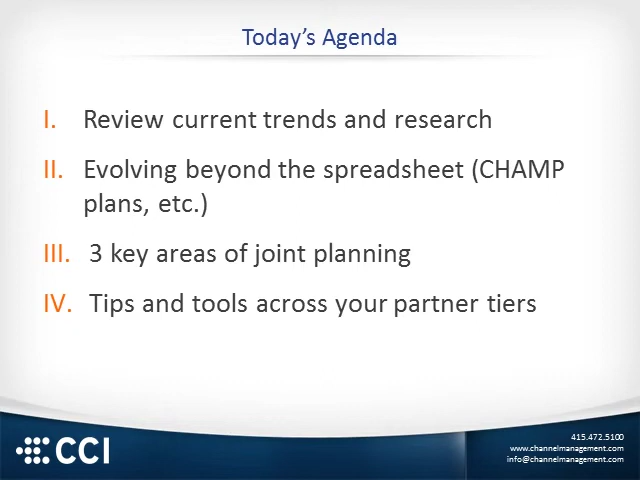 Today’s Agenda
I. Review current trends and research
II. Evolving beyond the spreadsheet (CHAMP
plans, etc.)
III. 3 key areas of joint planning
IV. Tips and tools across your partner tiers
CCI
415.472.5100
www.channelmanagement.com
info@channelmanagement.com